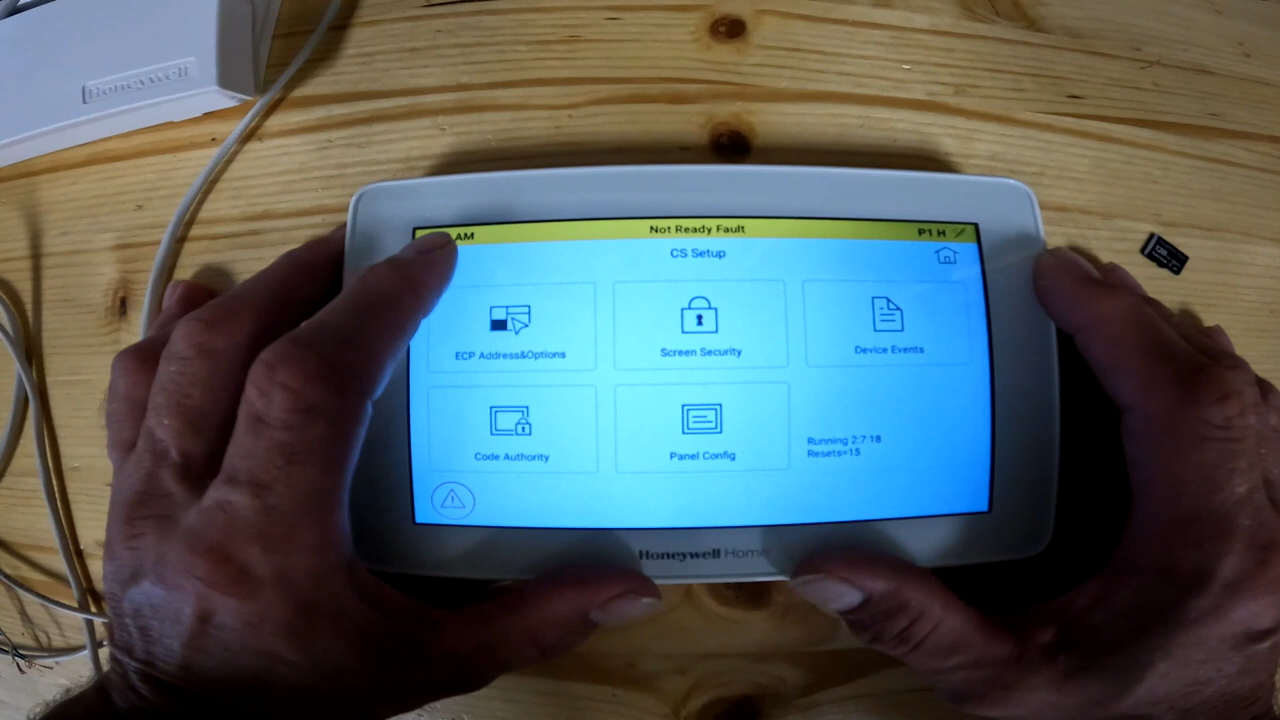 Honeywell
AM
Not Ready Fault
P1 H
CS Setup
ECP Address&Options
Screen Security
Device Events
Code Authority
Panel Config
Running 2:7:18
Resets=15
Honeywell Home